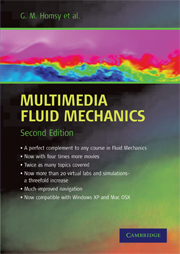 G. M. Homsy et al.
MULTIMEDIA
FLUID MECHANICS
Second Edition
• A perfect complement to any course in Fluid Mechanics
• Now with four times more movies
• Twice as many topics covered
• Now more than 20 virtual labs and simulations–
a threefold increase
• Much-improved navigation
• Now compatible with Windows XP and Mac OSX
CAMBRIDGE